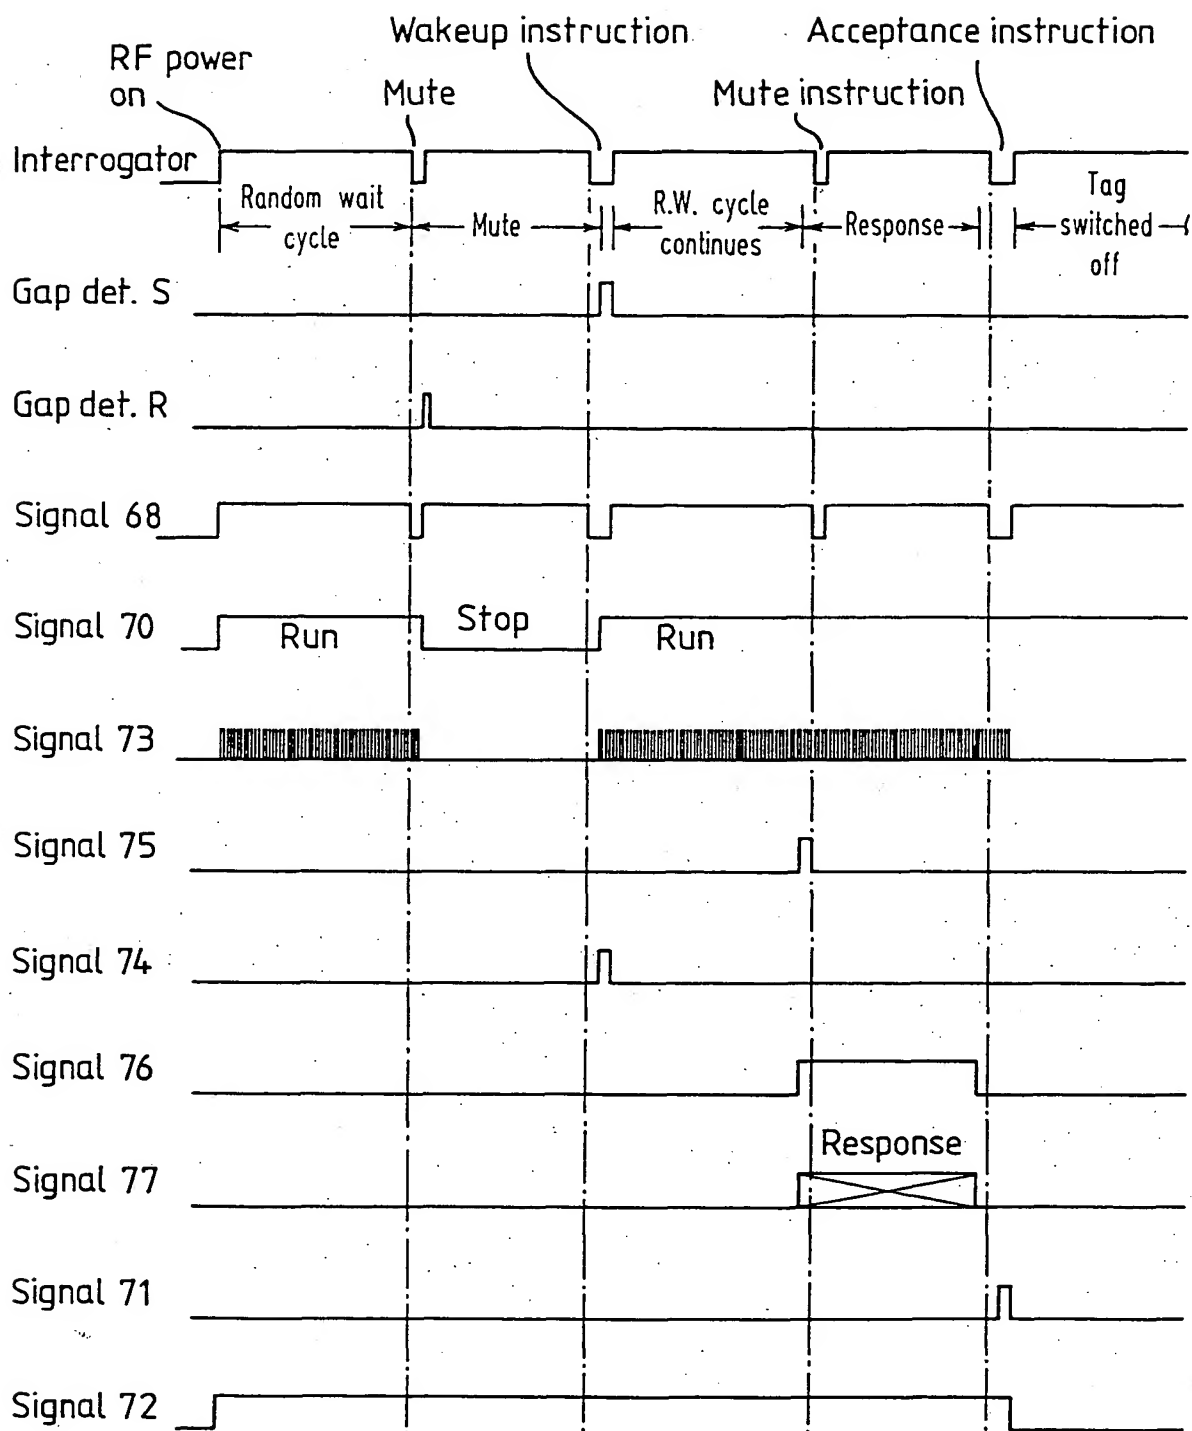 Wakeup instruction
Acceptance instruction
RF power
on
Mute
Mute instruction
Interrogator
Random wait
cycle
Mute
R.W. cycle
continues
Response
Tag
switched
off
Gap det. S
Gap det. R
Signal 68
Signal 70
Run
Stop
Run
Signal 73
Signal 75
Signal 74
Signal 76
Response
Signal 77
Signal 71
Signal 72